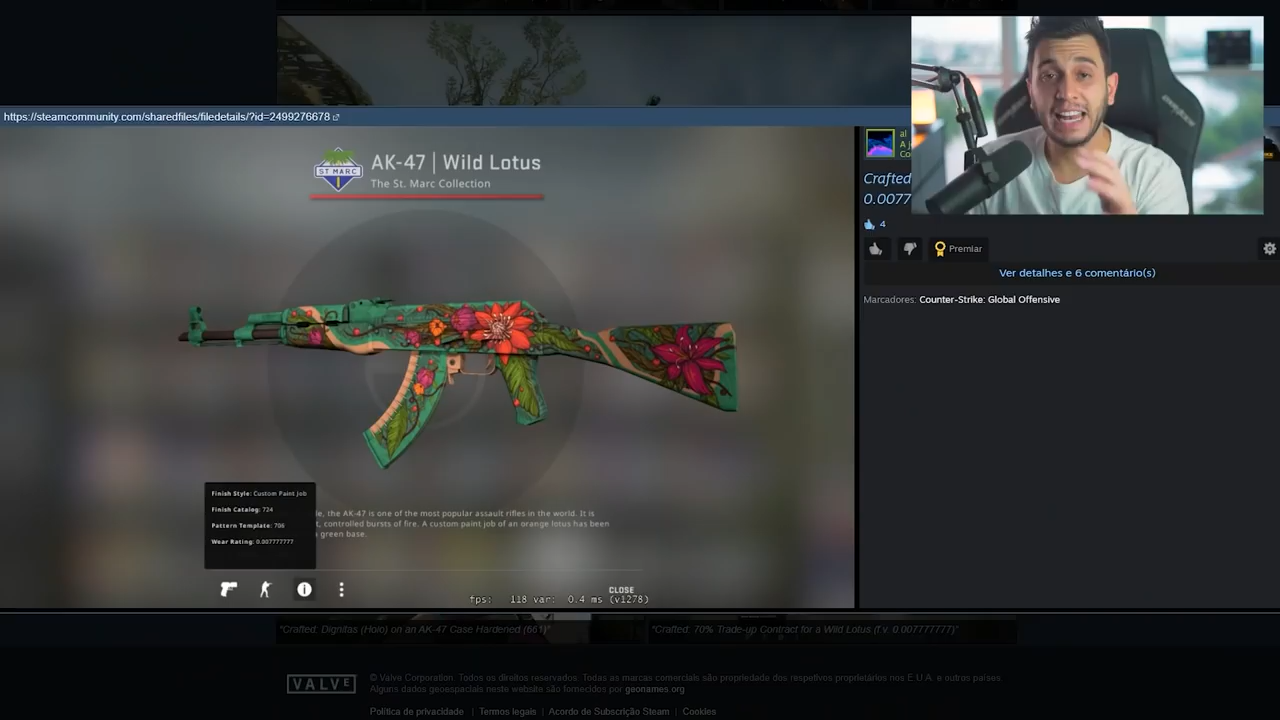 https://steamcommunity.com/sharedfiles/filedetails/?id=2499276678
ST MARC
AK-47 | Wild Lotus
The St. Marc Collection
al
A j
Co
Crafted
0.0077
4
Premiar
Ver detalhes e 6 comentário(s)
Marcadores: Counter-Strike: Global Offensive
Finish Style: Custom Paint Job
Finish Catalog: 724
Pattern Template: 706
Wear Rating: 0.007777777
le, the AK-47 is one of the most popular assault rifles in the world. It is
t, controlled bursts of fire. A custom paint job of an orange lotus has been
green base.
CLOSE
fps: 118 var: 0.4 ms (v1278)
"Crafted: Dignitas (Holo) on an AK-47 Case Hardened (661)"
"Crafted: 70% Trade-up Contract for a Wild Lotus (f.v. 0.007777777)"
VALVE
© Valve Corporation. Todos os direitos reservados. Todas as marcas comerciais são propriedade dos respetivos proprietários nos E.U.A. e outros países.
Alguns dados geoespaciais neste website são fornecidos por geonames.org
Política de privacidade | Termos legais | Acordo de Subscrição Steam | Cookies